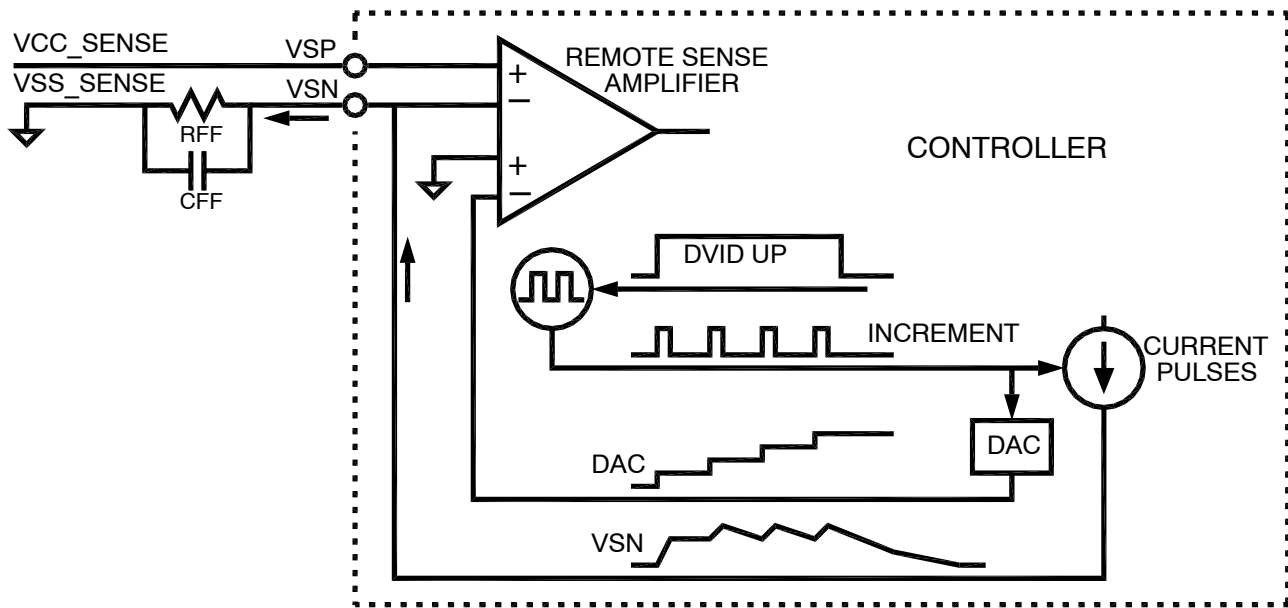 VCC_SENSE
VSP
VSS_SENSE
VSN
RFF
CFF
+
−
+
−
REMOTE SENSE
AMPLIFIER
CONTROLLER
DVID UP
INCREMENT
CURRENT
PULSES
DAC
DAC
VSN